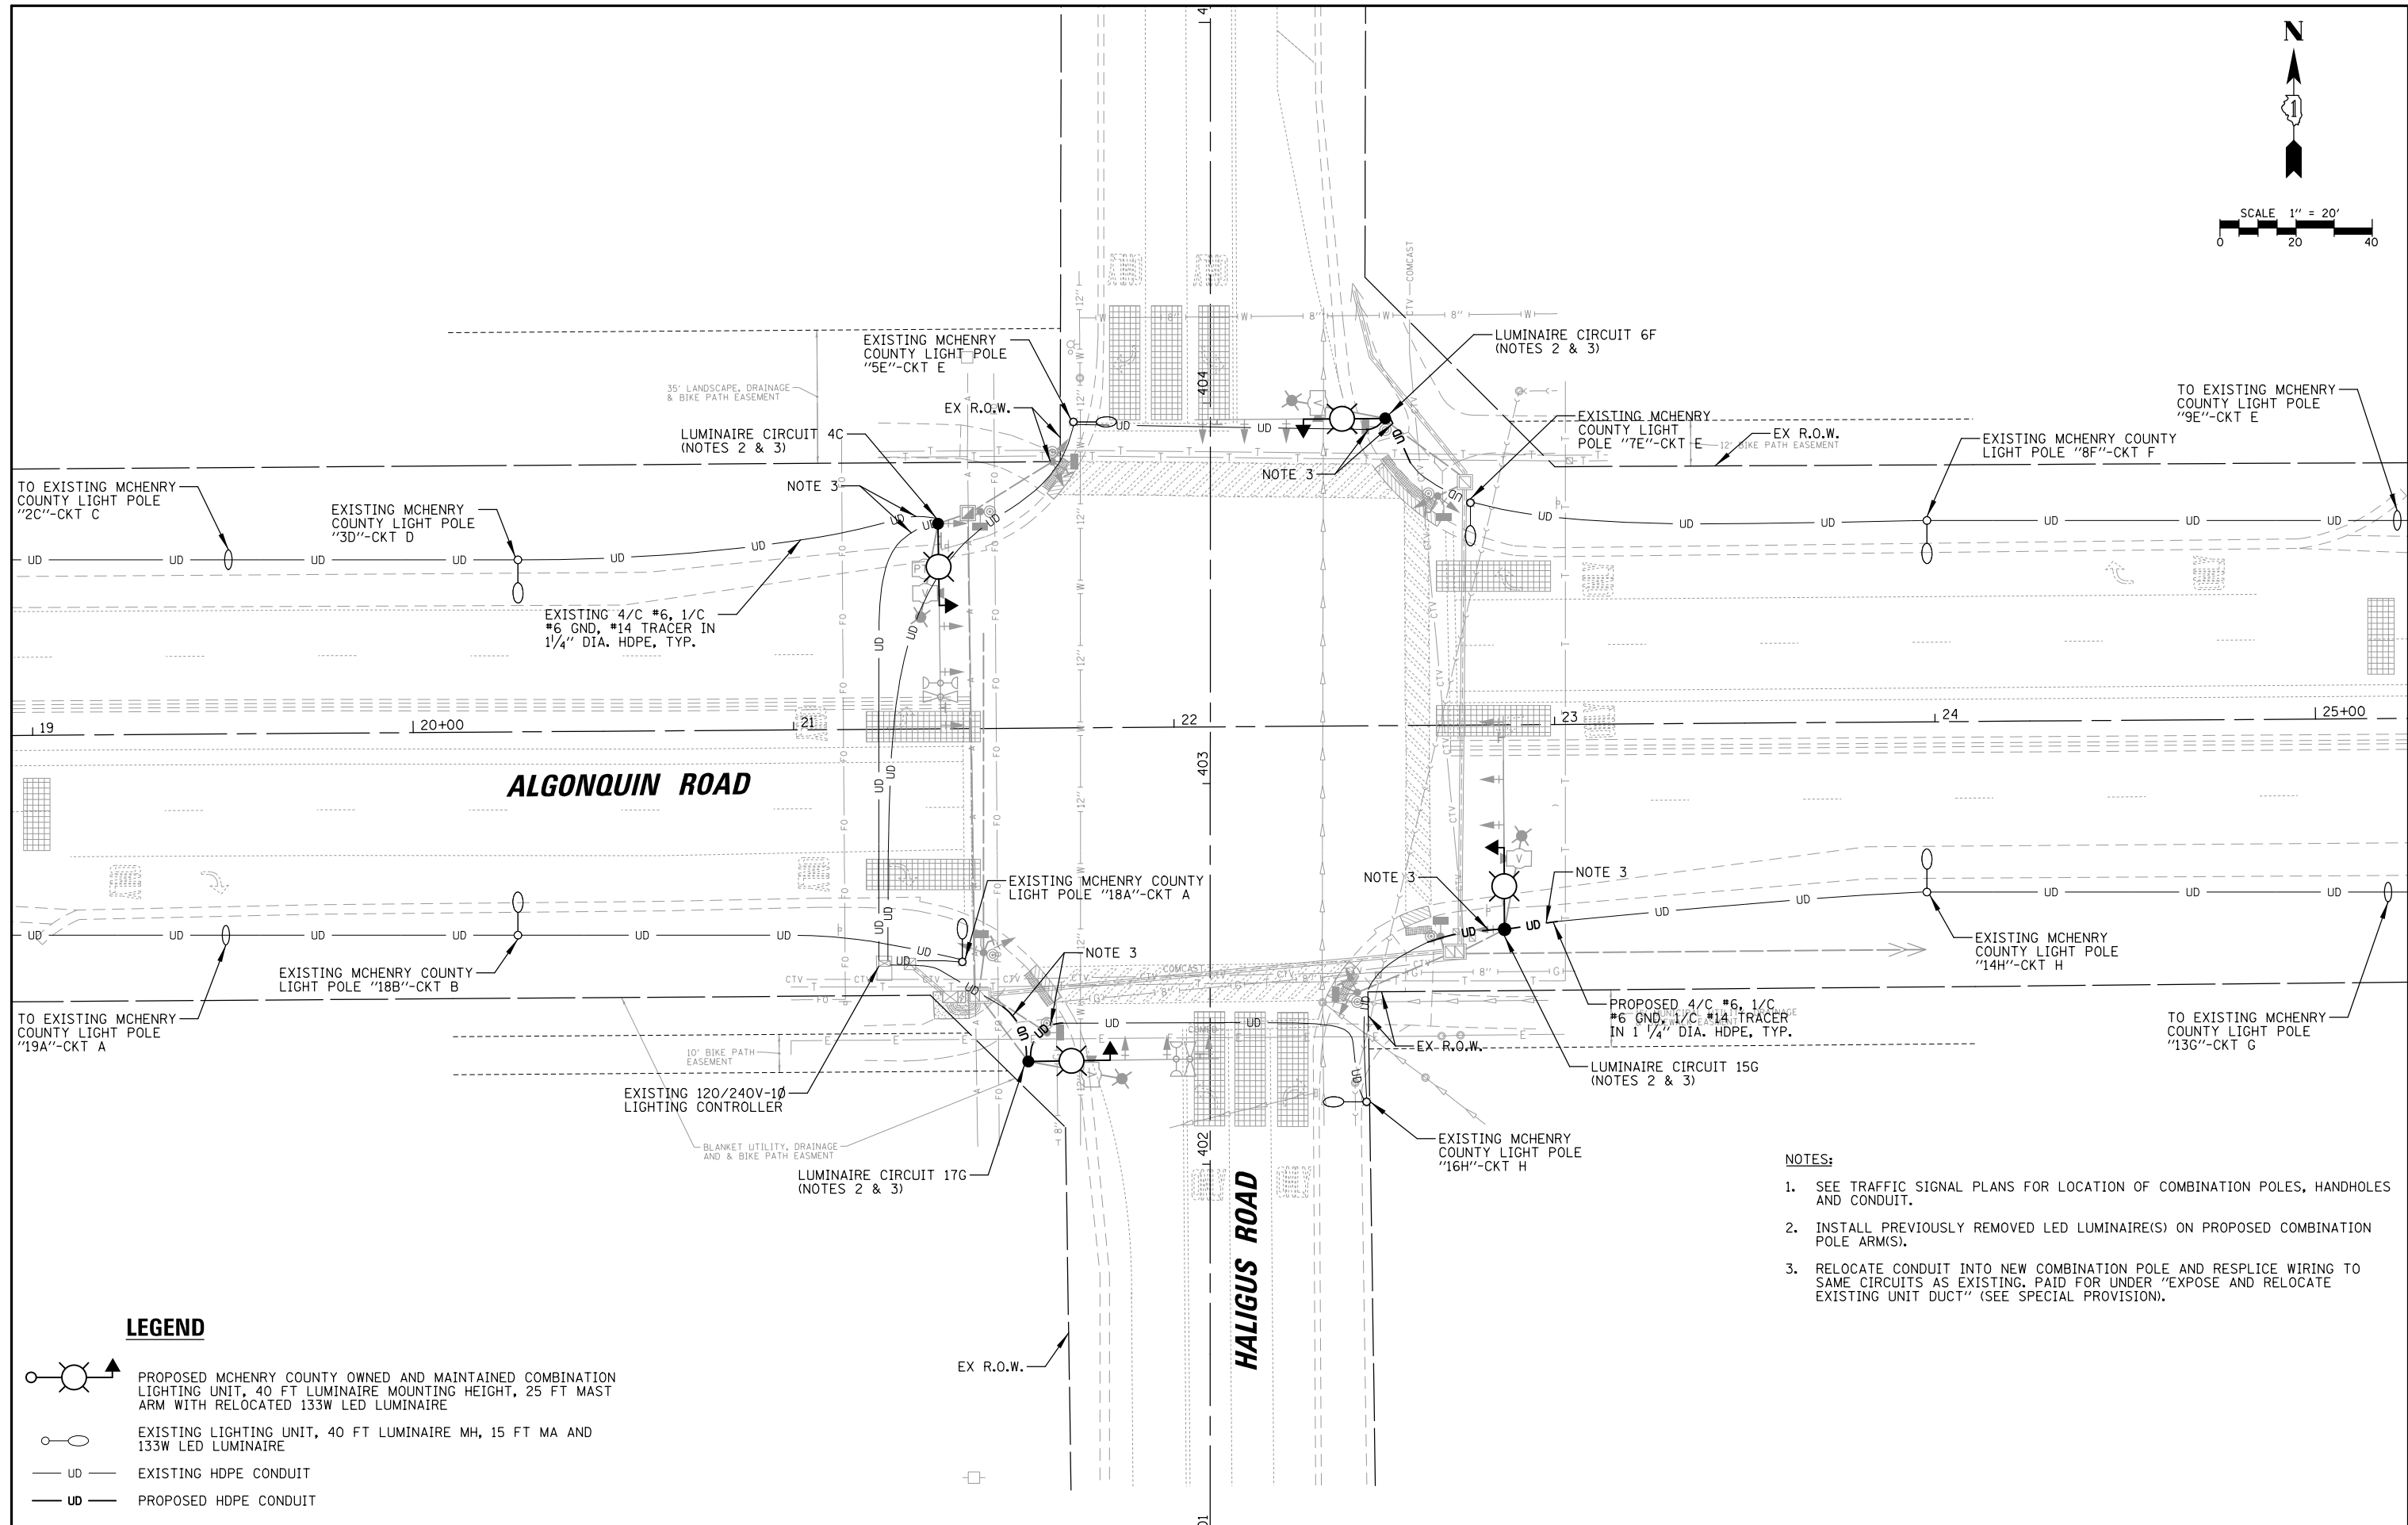 N
1
SCALE 1" = 20'
0 20 40
EXISTING MCHENRY
COUNTY LIGHT POLE
"5E"-CKT E
LUMINAIRE CIRCUIT 6F
(NOTES 2 & 3)
35' LANDSCAPE, DRAINAGE
& BIKE PATH EASEMENT
EX R.O.W.
LUMINAIRE CIRCUIT 4C
(NOTES 2 & 3)
NOTE 3
NOTE 3
EXISTING MCHENRY
COUNTY LIGHT
POLE "7E"-CKT E
EX R.O.W.
12' BIKE PATH EASEMENT
TO EXISTING MCHENRY
COUNTY LIGHT POLE
"9E"-CKT E
EXISTING MCHENRY COUNTY
LIGHT POLE "8F"-CKT F
TO EXISTING MCHENRY
COUNTY LIGHT POLE
"2C"-CKT C
EXISTING MCHENRY
COUNTY LIGHT POLE
"3D"-CKT D
EXISTING 4/C #6, 1/C
#6 GND, #14 TRACER IN
1 1/4" DIA. HDPE, TYP.
CTV COMCAST
404
403
402
19 20+00 21 22 23 24 25+00
ALGONQUIN ROAD
EXISTING MCHENRY COUNTY
LIGHT POLE "18A"-CKT A
NOTE 3
NOTE 3
NOTE 3
EXISTING MCHENRY COUNTY
LIGHT POLE "18B"-CKT B
EXISTING MCHENRY
COUNTY LIGHT POLE
"14H"-CKT H
COMCAST
TO EXISTING MCHENRY
COUNTY LIGHT POLE
"19A"-CKT A
PROPOSED 4/C #6, 1/C
#6 GND, 1/C #14 TRACER
IN 1 1/4" DIA. HDPE, TYP.
TO EXISTING MCHENRY
COUNTY LIGHT POLE
"13G"-CKT G
EX R.O.W.
10' BIKE PATH
EASEMENT
LUMINAIRE CIRCUIT 15G
(NOTES 2 & 3)
EXISTING 120/240V-1Ø
LIGHTING CONTROLLER
BLANKET UTILITY, DRAINAGE
AND & BIKE PATH EASMENT
EXISTING MCHENRY
COUNTY LIGHT POLE
"16H"-CKT H
LUMINAIRE CIRCUIT 17G
(NOTES 2 & 3)
HALIGUS ROAD
EX R.O.W.
NOTES:
1. SEE TRAFFIC SIGNAL PLANS FOR LOCATION OF COMBINATION POLES, HANDHOLES
AND CONDUIT.
2. INSTALL PREVIOUSLY REMOVED LED LUMINAIRE(S) ON PROPOSED COMBINATION
POLE ARM(S).
3. RELOCATE CONDUIT INTO NEW COMBINATION POLE AND RESPLICE WIRING TO
SAME CIRCUITS AS EXISTING. PAID FOR UNDER "EXPOSE AND RELOCATE
EXISTING UNIT DUCT" (SEE SPECIAL PROVISION).
LEGEND
PROPOSED MCHENRY COUNTY OWNED AND MAINTAINED COMBINATION
LIGHTING UNIT, 40 FT LUMINAIRE MOUNTING HEIGHT, 25 FT MAST
ARM WITH RELOCATED 133W LED LUMINAIRE
EXISTING LIGHTING UNIT, 40 FT LUMINAIRE MH, 15 FT MA AND
133W LED LUMINAIRE
UD EXISTING HDPE CONDUIT
UD PROPOSED HDPE CONDUIT